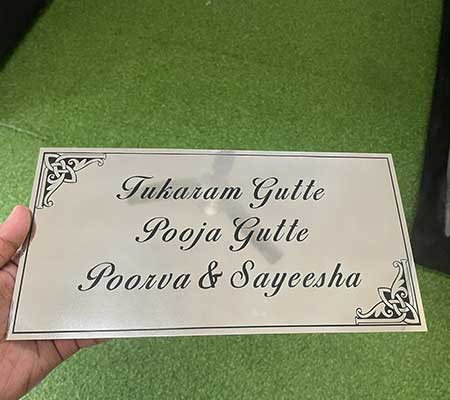 Tukaram Gutte
Pooja Gutte
Poorva & Sayeesha